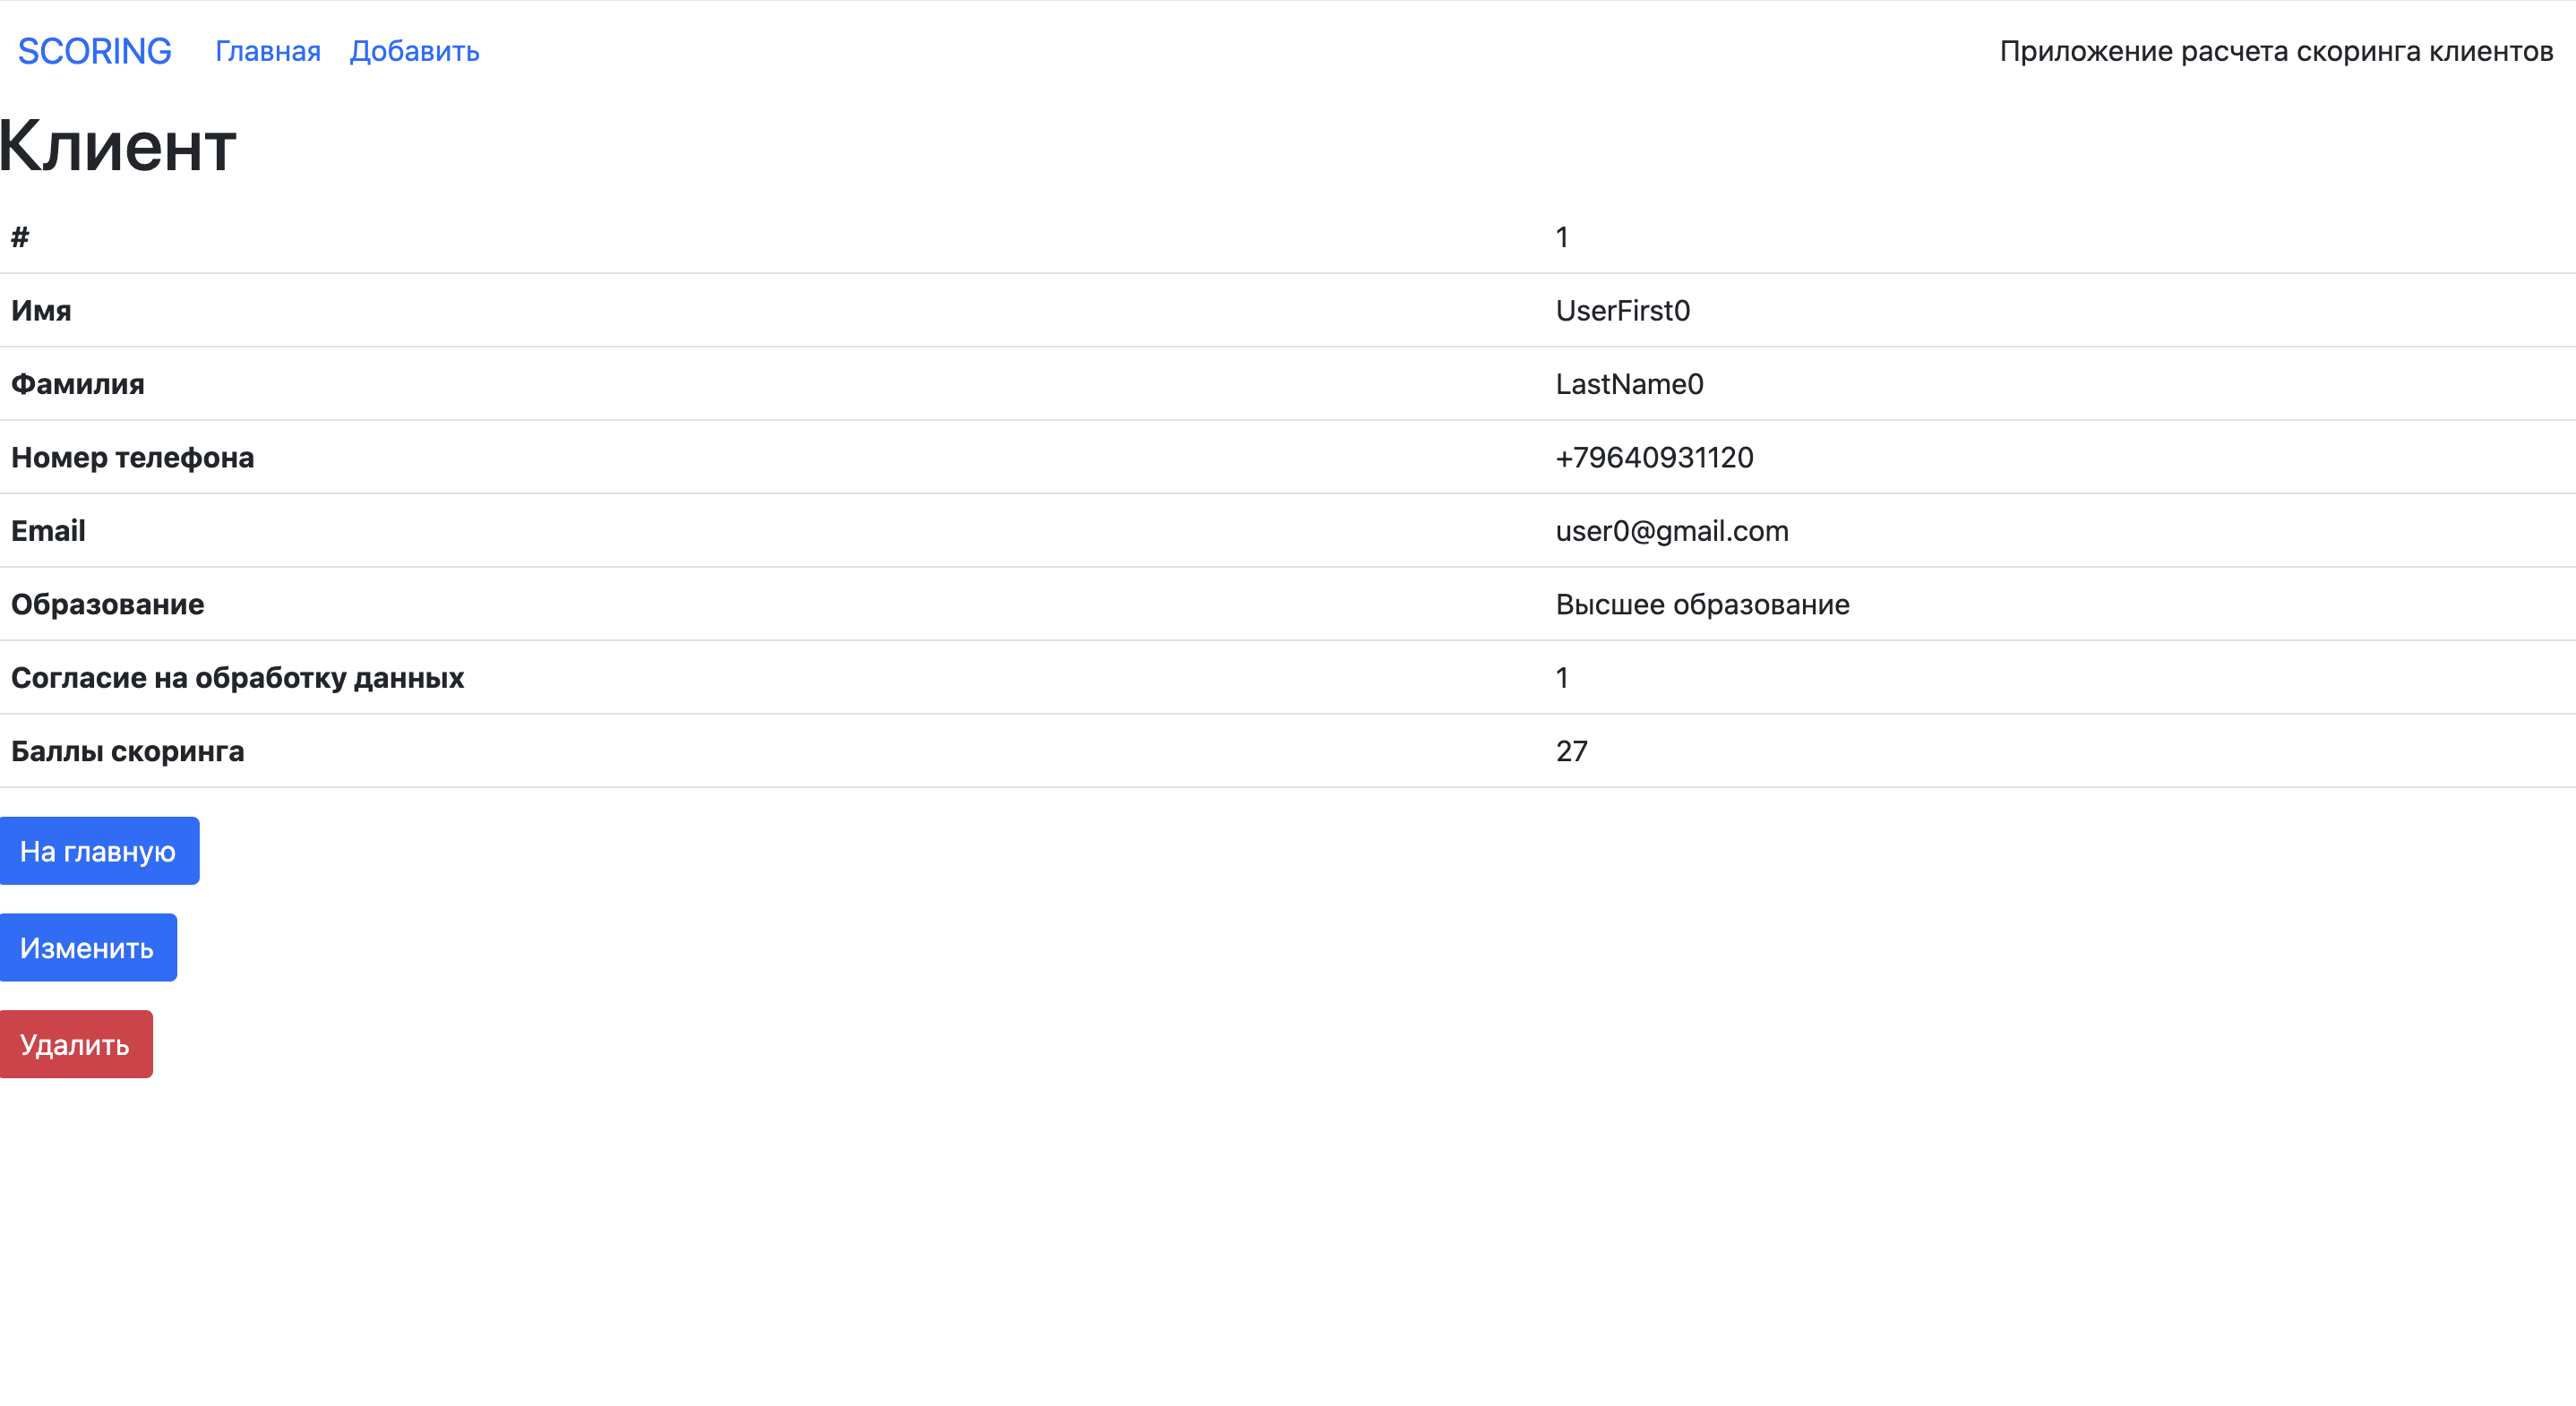 SCORING Главная Добавить Приложение расчета скоринга клиентов
Клиент
# 1
Имя UserFirst0
Фамилия LastName0
Номер телефона +79640931120
Email user0@gmail.com
Образование Высшее образование
Согласие на обработку данных 1
Баллы скоринга 27
На главную
Изменить
Удалить